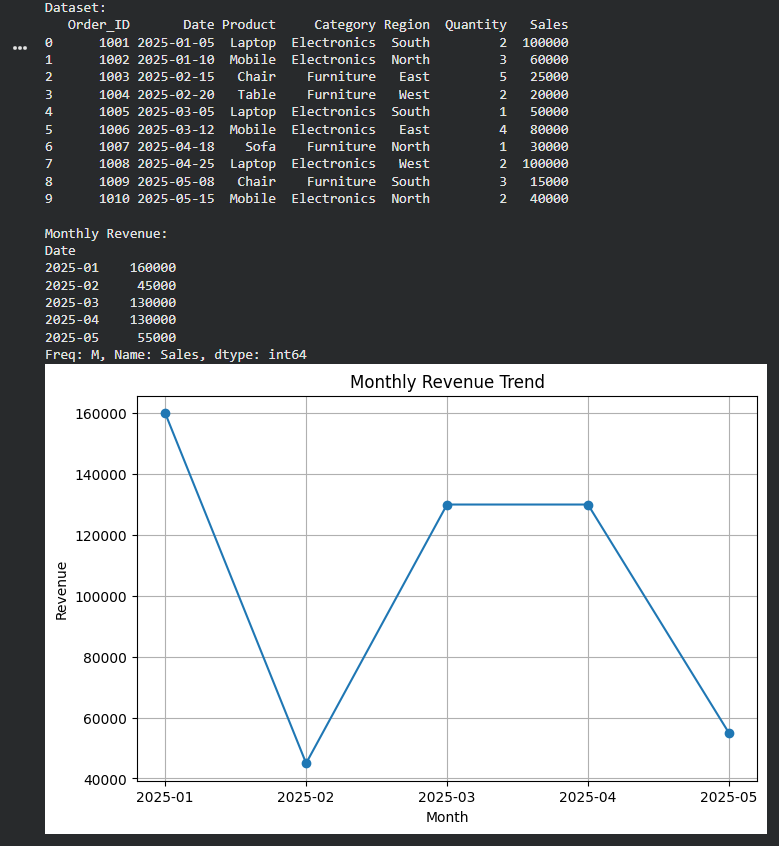 Dataset:
Order_ID Date Product Category Region Quantity Sales
0 1001 2025-01-05 Laptop Electronics South 2 100000
1 1002 2025-01-10 Mobile Electronics North 3 60000
2 1003 2025-02-15 Chair Furniture East 5 25000
3 1004 2025-02-20 Table Furniture West 2 20000
4 1005 2025-03-05 Laptop Electronics South 1 50000
5 1006 2025-03-12 Mobile Electronics East 4 80000
6 1007 2025-04-18 Sofa Furniture North 1 30000
7 1008 2025-04-25 Laptop Electronics West 2 100000
8 1009 2025-05-08 Chair Furniture South 3 15000
9 1010 2025-05-15 Mobile Electronics North 2 40000
Monthly Revenue:
Date
2025-01 160000
2025-02 45000
2025-03 130000
2025-04 130000
2025-05 55000
Freq: M, Name: Sales, dtype: int64
Monthly Revenue Trend
160000
140000
120000
100000
80000
60000
40000
Revenue
2025-01 2025-02 2025-03 2025-04 2025-05
Month